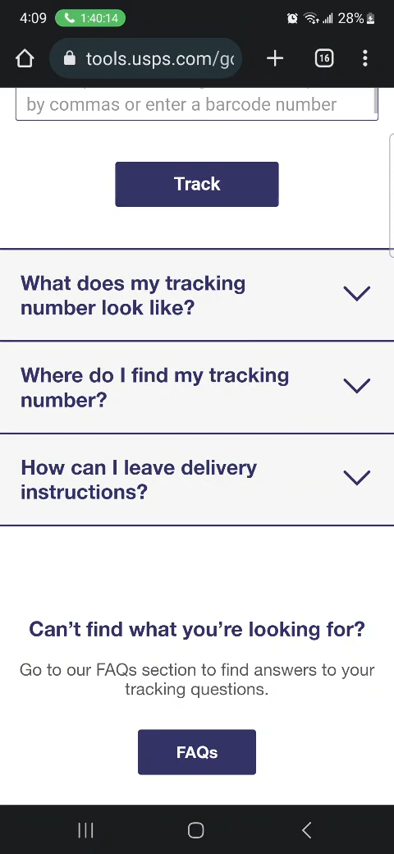 4:09 1:40:14 28%
tools.usps.com/go
16
by commas or enter a barcode number
Track
What does my tracking
number look like?
Where do I find my tracking
number?
How can I leave delivery
instructions?
Can’t find what you’re looking for?
Go to our FAQs section to find answers to your
tracking questions.
FAQs